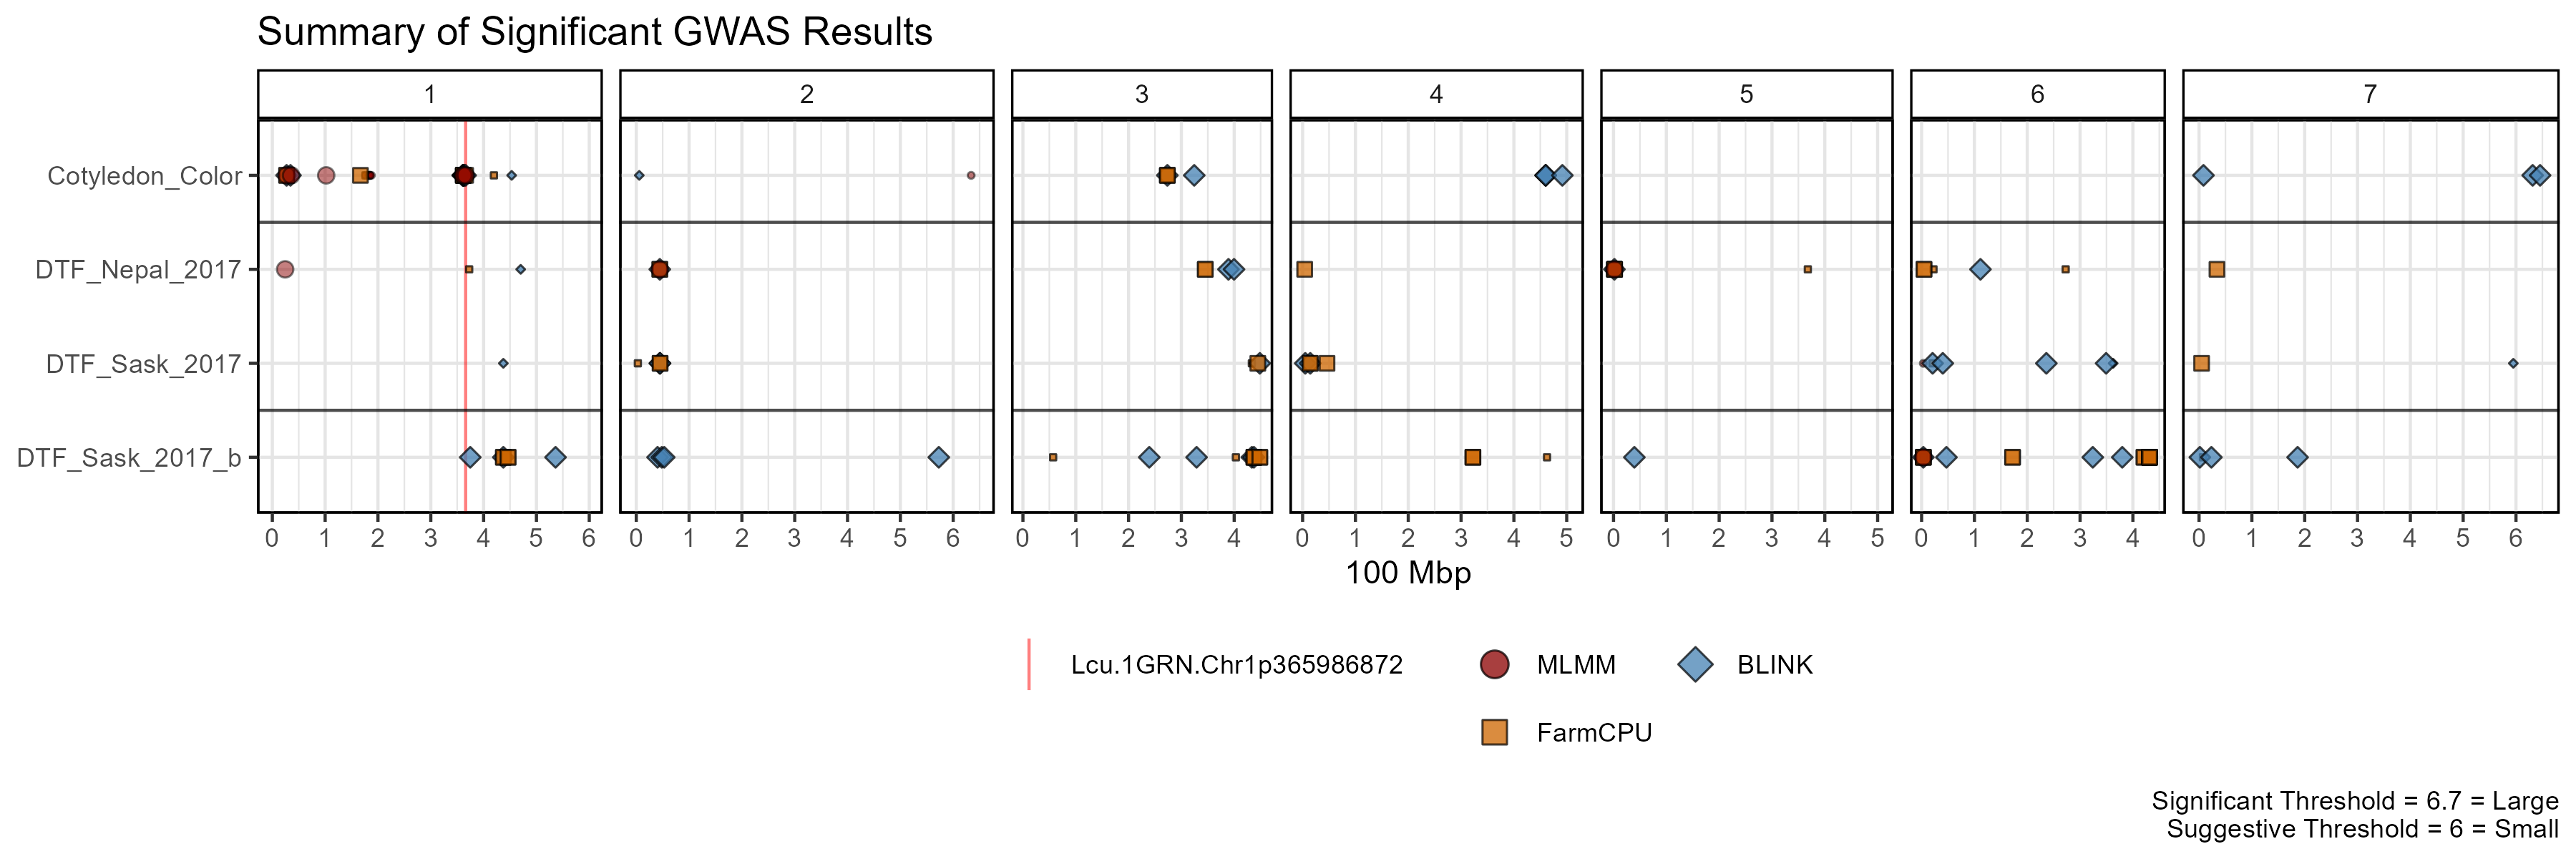 Summary of Significant GWAS Results
1 2 3 4 5 6 7
Cotyledon_Color
DTF_Nepal_2017
DTF_Sask_2017
DTF_Sask_2017_b
0 1 2 3 4 5 6 0 1 2 3 4 5 6 0 1 2 3 4 0 1 2 3 4 5 0 1 2 3 4 5 0 1 2 3 4 0 1 2 3 4 5 6
100 Mbp
Lcu.1GRN.Chr1p365986872 MLMM BLINK
FarmCPU
Significant Threshold = 6.7 = Large
Suggestive Threshold = 6 = Small